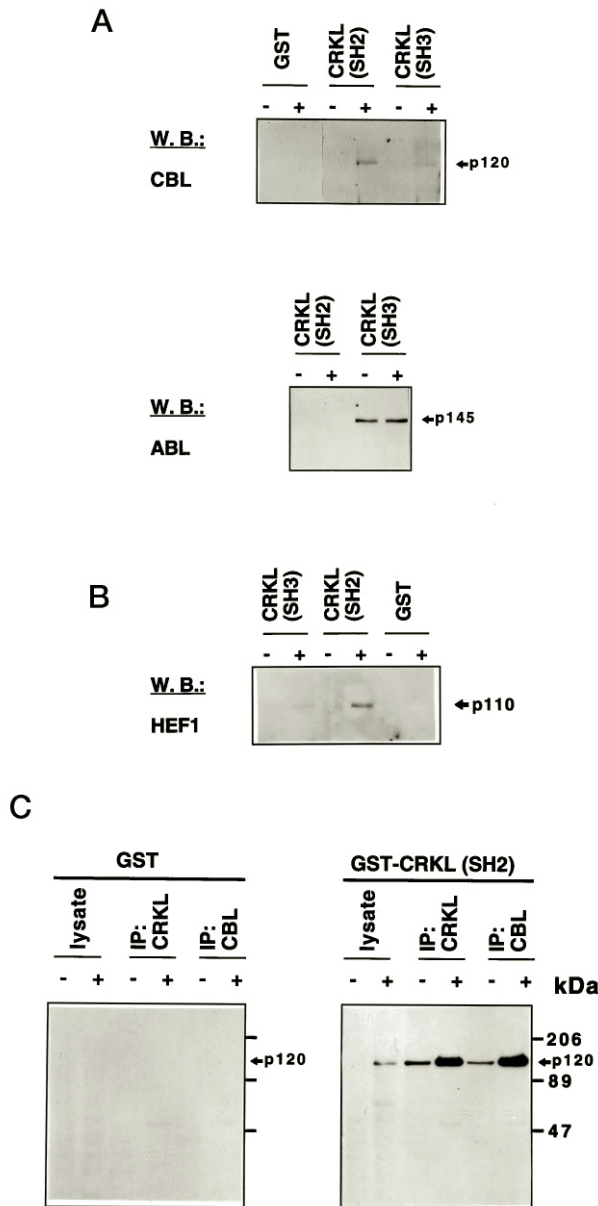 A
GST
CRKL (SH2)
CRKL (SH3)
- + - + - +
W. B.:
CBL
p120
CRKL (SH2)
CRKL (SH3)
- + - +
W. B.:
ABL
p145
B
CRKL (SH3)
CRKL (SH2)
GST
- + - + - +
W. B.:
HEF1
p110
C
GST
lysate
IP: CRKL
IP: CBL
- + - + - +
p120
GST-CRKL (SH2)
lysate
IP: CRKL
IP: CBL
- + - + - +
kDa
206
p120
89
47